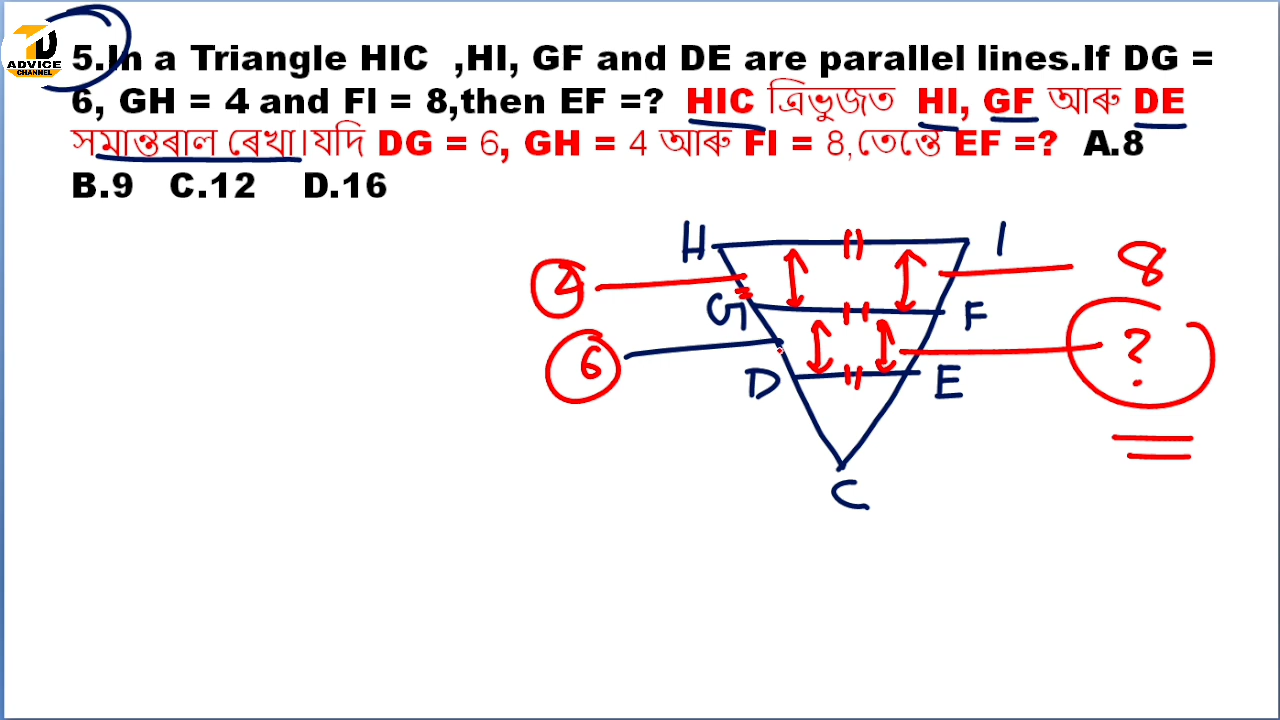 TD
ADVICE
CHANNEL
5.In a Triangle HIC ,HI, GF and DE are parallel lines.If DG =
6, GH = 4 and FI = 8,then EF =? HIC ত্ৰিভুজত HI, GF আৰু DE
সমান্তৰাল ৰেখা।যদি DG = 6, GH = 4 আৰু FI = 8,তেন্তে EF =? A.8
B.9 C.12 D.16
H I
4 8
G F
6 ?
D E
C